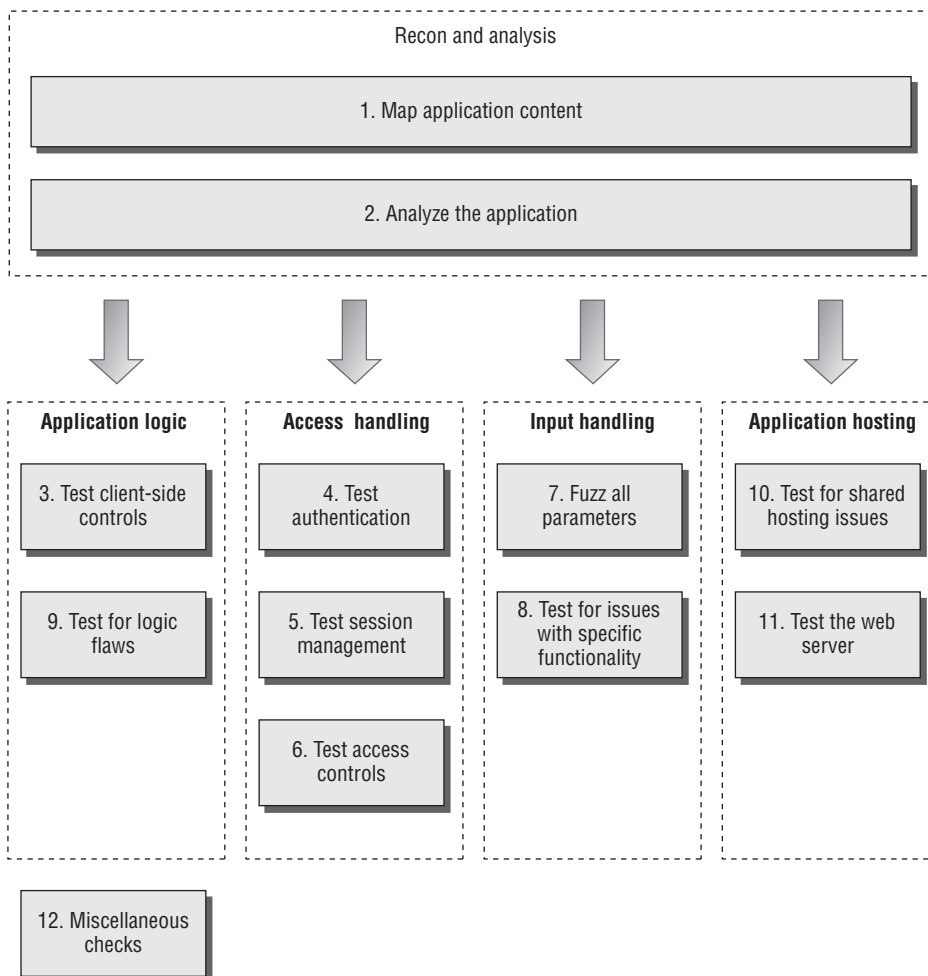 Recon and analysis
1. Map application content
2. Analyze the application
Application logic
3. Test client-side
controls
9. Test for logic
flaws
Access handling
4. Test
authentication
5. Test session
management
6. Test access
controls
Input handling
7. Fuzz all
parameters
8. Test for issues
with specific
functionality
Application hosting
10. Test for shared
hosting issues
11. Test the web
server
12. Miscellaneous
checks